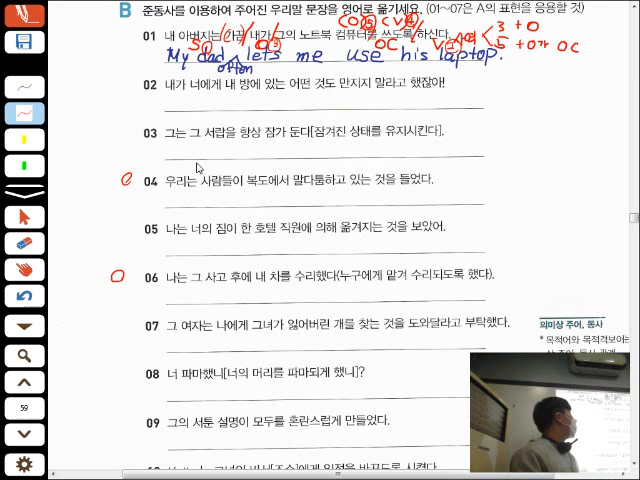 B 준동사를 이용하여 주어진 우리말 문장을 영어로 옮기세요. (01~07은 A의 표현을 응용할 것)
01 내 아버지는 가끔 내가 그의 노트북 컴퓨터를 쓰도록 하신다.
My dad lets me use his laptop.
often
02 내가 너에게 내 방에 있는 어떤 것도 만지지 말라고 했잖아!
03 그는 그 서랍을 항상 잠가 둔다[잠겨진 상태를 유지시킨다].
04 우리는 사람들이 복도에서 말다툼하고 있는 것을 들었다.
05 나는 너의 짐이 한 호텔 직원에 의해 옮겨지는 것을 보았어.
06 나는 그 사고 후에 내 차를 수리했다(누구에게 맡겨 수리되도록 했다).
07 그 여자는 나에게 그녀가 잃어버린 개를 찾는 것을 도와달라고 부탁했다.
의미상 주어, 동사
* 목적어와 목적격보어는
08 너 파마했니[너의 머리를 파마되게 했니]?
09 그의 서툰 설명이 모두를 혼란스럽게 만들었다.
59